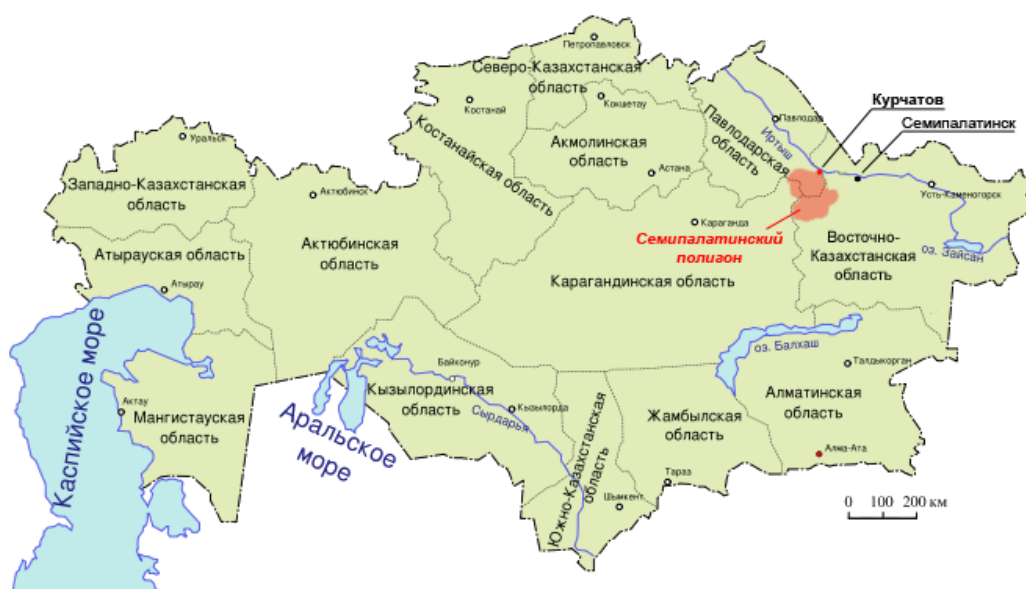 Петропавловск
Северо-Казахстанская
область
Костанай
Кокшетау
Костанайская область
Акмолинская
область
Астана
Павлодарская
область
Павлодар
Иртыш
Курчатов
Семипалатинск
Усть-Каменогорск
Уральск
Западно-Казахстанская
область
Актюбинск
Актюбинская
область
Атырауская область
Атырау
Караганда
Семипалатинский
полигон
Карагандинская область
Восточно-
Казахстанская
область
оз. Зайсан
Каспийское море
Актау
Мангистауская
область
Аральское
море
Байконур
Кызылординская
область
Сырдарья
Кызылорда
Южно-Казахстанская
область
Шымкент
Жамбылская
область
Тараз
оз. Балхаш
Талдыкорган
Алматинская
область
Алма-Ата
0 100 200 км